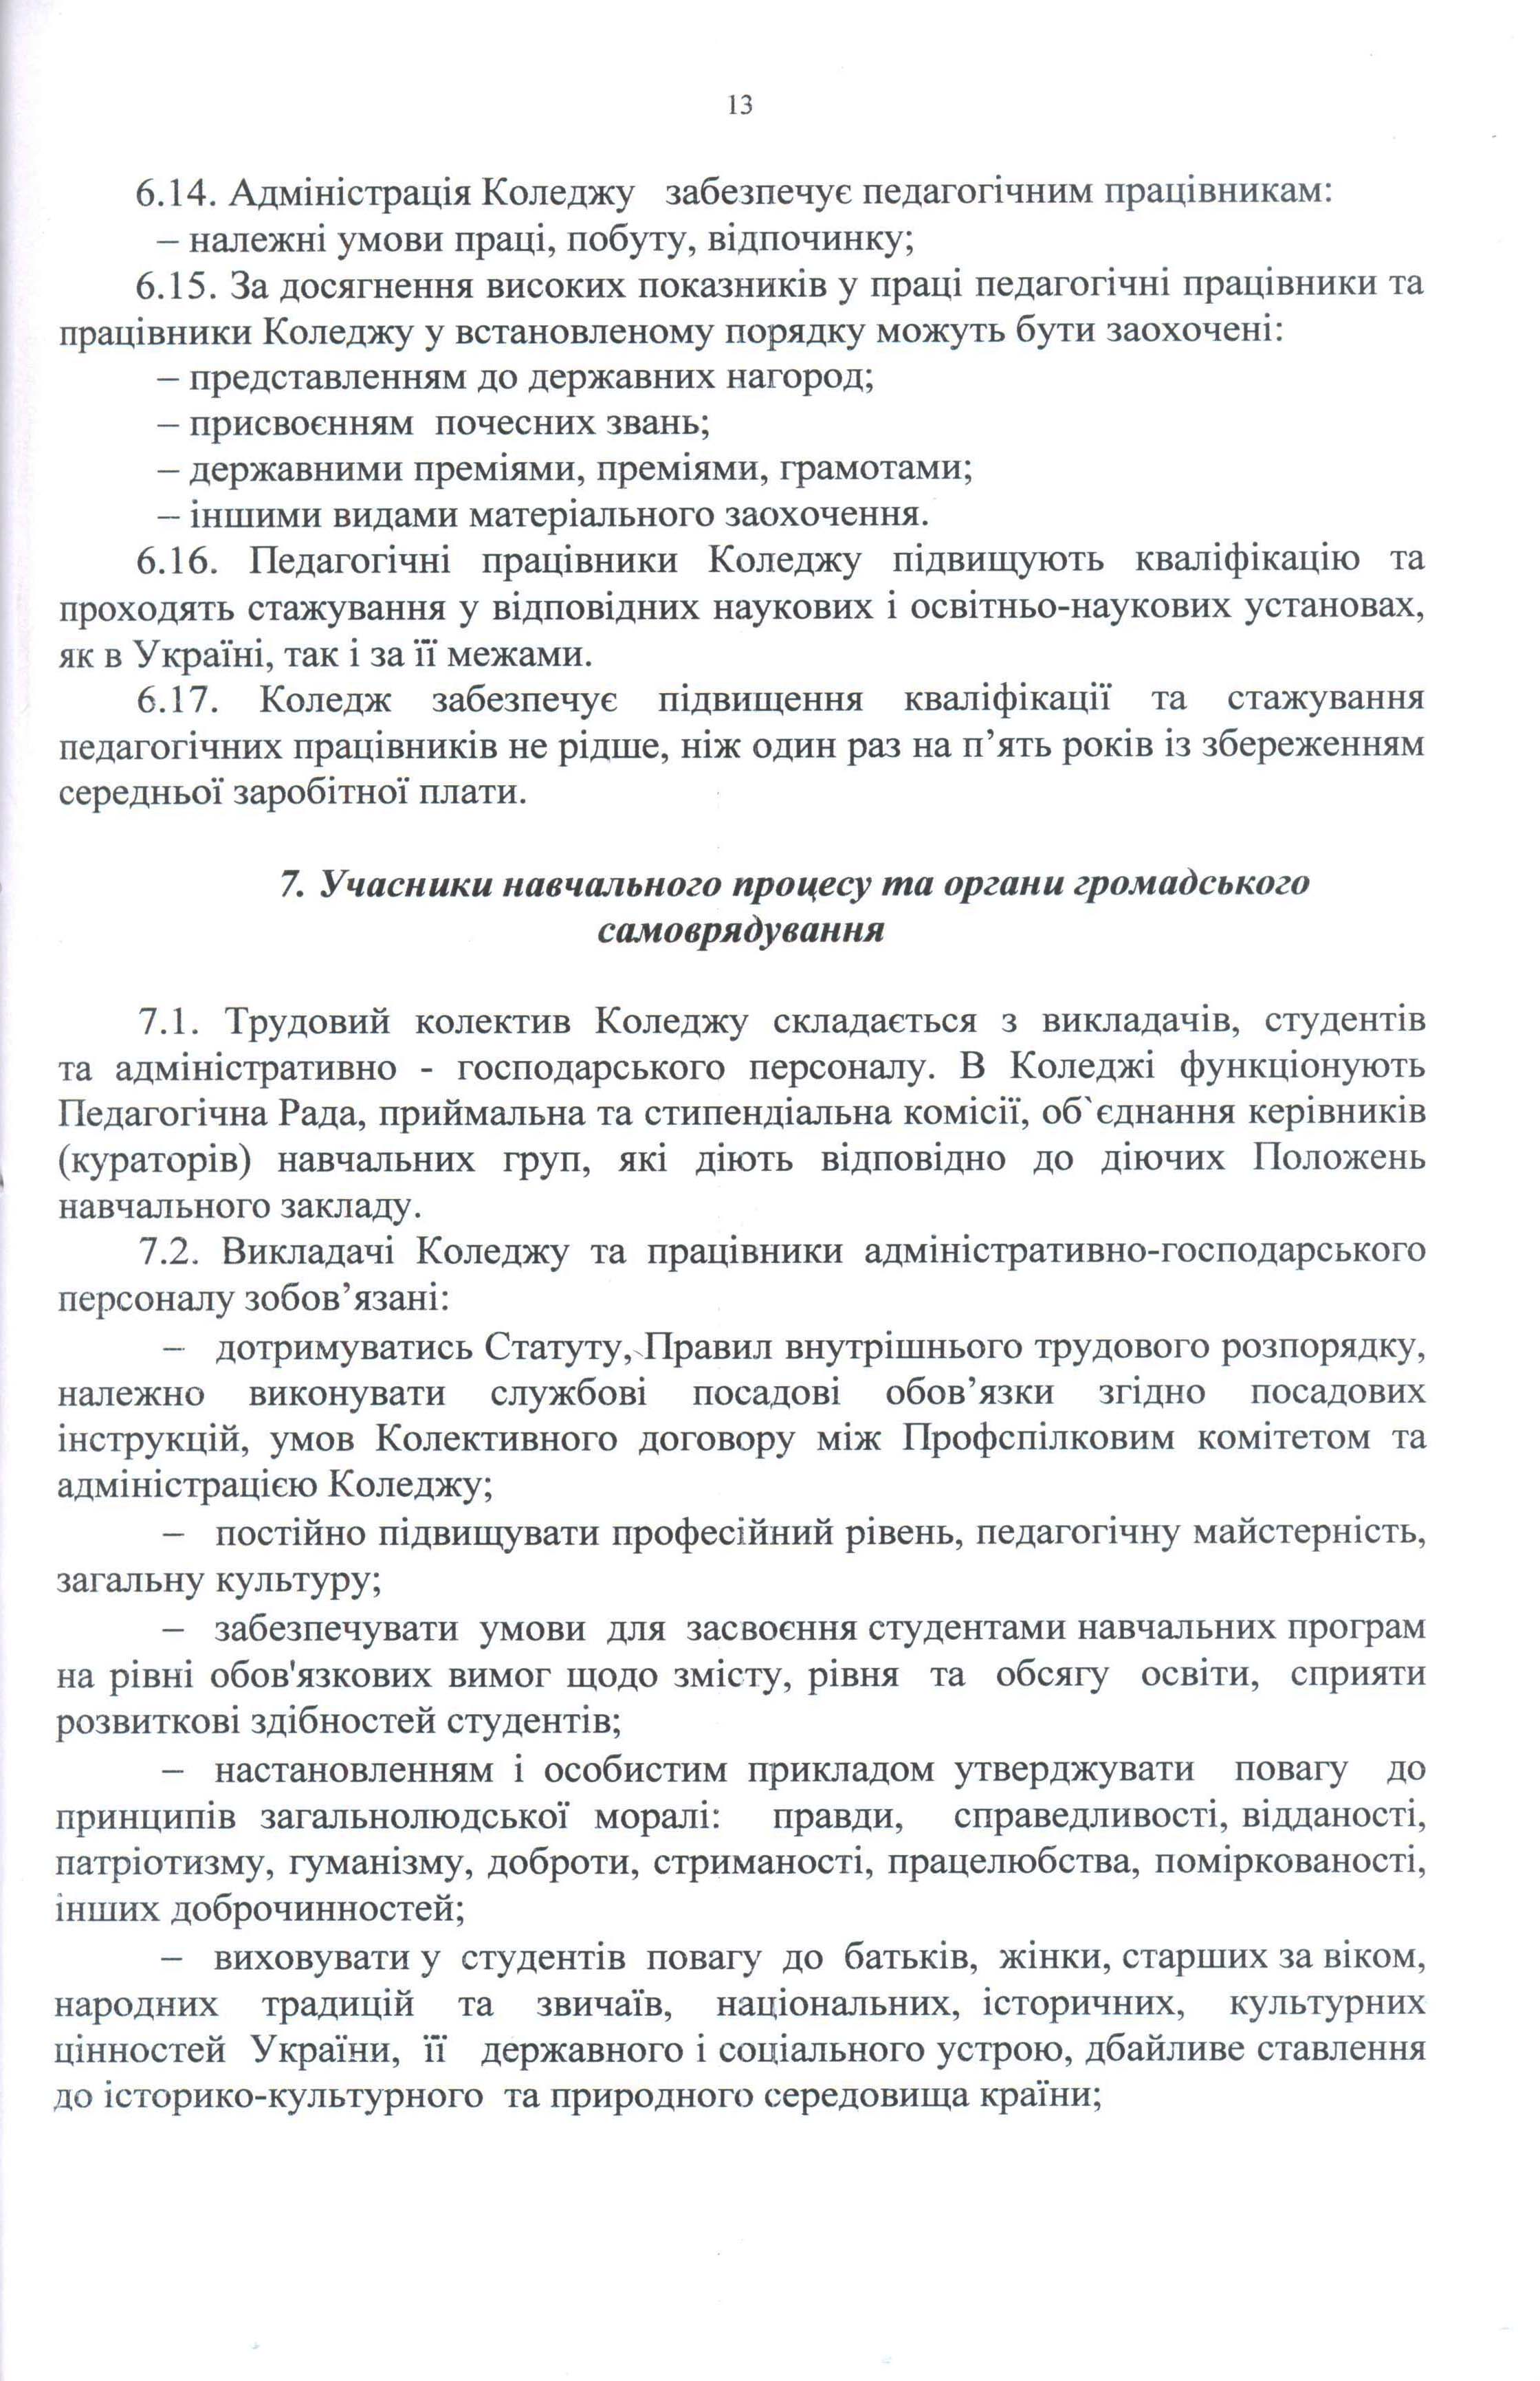 13
6.14. Адміністрація Коледжу забезпечує педагогічним працівникам:
– належні умови праці, побуту, відпочинку;
6.15. За досягнення високих показників у праці педагогічні працівники та
працівники Коледжу у встановленому порядку можуть бути заохочені:
– представленням до державних нагород;
– присвоєнням почесних звань;
– державними преміями, преміями, грамотами;
– іншими видами матеріального заохочення.
6.16. Педагогічні працівники Коледжу підвищують кваліфікацію та
проходять стажування у відповідних наукових і освітньо-наукових установах,
як в Україні, так і за її межами.
6.17. Коледж забезпечує підвищення кваліфікації та стажування
педагогічних працівників не рідше, ніж один раз на п’ять років із збереженням
середньої заробітної плати.
7. Учасники навчального процесу та органи громадського
самоврядування
7.1. Трудовий колектив Коледжу складається з викладачів, студентів
та адміністративно - господарського персоналу. В Коледжі функціонують
Педагогічна Рада, приймальна та стипендіальна комісії, об`єднання керівників
(кураторів) навчальних груп, які діють відповідно до діючих Положень
навчального закладу.
7.2. Викладачі Коледжу та працівники адміністративно-господарського
персоналу зобов’язані:
– дотримуватись Статуту, Правил внутрішнього трудового розпорядку,
належно виконувати службові посадові обов’язки згідно посадових
інструкцій, умов Колективного договору між Профспілковим комітетом та
адміністрацією Коледжу;
– постійно підвищувати професійний рівень, педагогічну майстерність,
загальну культуру;
– забезпечувати умови для засвоєння студентами навчальних програм
на рівні обов'язкових вимог щодо змісту, рівня та обсягу освіти, сприяти
розвиткові здібностей студентів;
– настановленням і особистим прикладом утверджувати повагу до
принципів загальнолюдської моралі: правди, справедливості, відданості,
патріотизму, гуманізму, доброти, стриманості, працелюбства, поміркованості,
інших доброчинностей;
– виховувати у студентів повагу до батьків, жінки, старших за віком,
народних традицій та звичаїв, національних, історичних, культурних
цінностей України, її державного і соціального устрою, дбайливе ставлення
до історико-культурного та природного середовища країни;